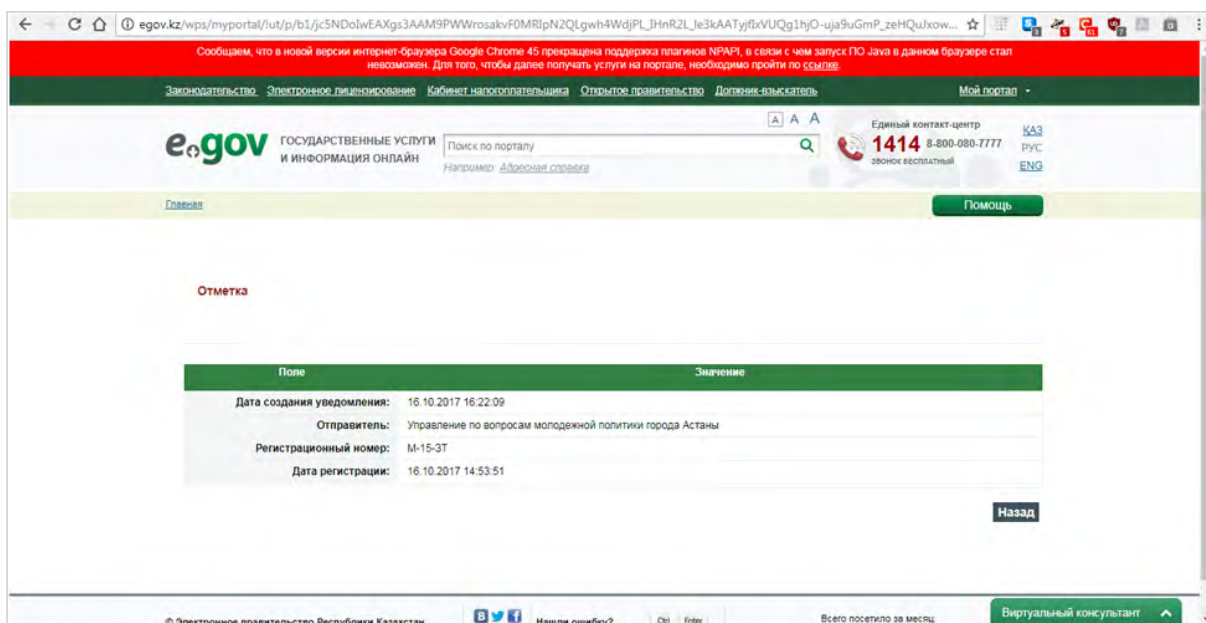 egov.kz/wps/myportal/lut/p/b1/
Сообщаем, что в новой версии интернет-браузера Google Chrome 45 прекращена поддержка плагинов NPAPI, в связи с чем запуск ПО Java в данном браузере стал
невозможен. Для того, чтобы далее получать услуги на портале, необходимо пройти по ссылке.
Законодательство Электронное лицензирование Кабинет налогоплательщика Открытое правительство Должник-взыскатель Мой портал
A A A
e.gov ГОСУДАРСТВЕННЫЕ УСЛУГИ
И ИНФОРМАЦИЯ ОНЛАЙН
Поиск по порталу
Например: Адресная справка
Единый контакт-центр
1414 8-800-080-7777
звонок бесплатный
ҚАЗ
РУС
ENG
Главная
Помощь
Отметка
Поле Значение
Дата создания уведомления: 16.10.2017 16:22:09
Отправитель: Управление по вопросам молодежной политики города Астаны
Регистрационный номер: М-15-ЗТ
Дата регистрации: 16.10.2017 14:53:51
Назад
© Электронное правительство Республики Казахстан
Нашли ошибку? Ctrl Enter
Всего посетило за месяц
Виртуальный консультант